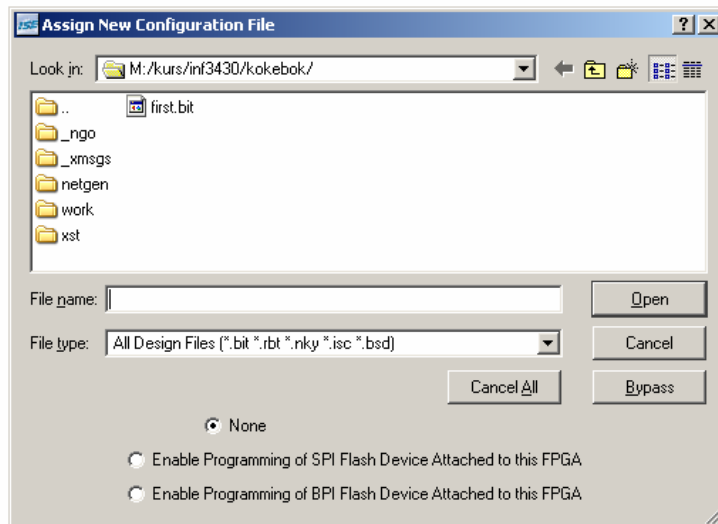 ISE Assign New Configuration File
Look in: M:/kurs/inf3430/kokebok/
.. first.bit
_ngo
_xmsgs
netgen
work
xst
File name: Open
File type: All Design Files (*.bit *.rbt *.nky *.isc *.bsd) Cancel
Cancel All Bypass
None
Enable Programming of SPI Flash Device Attached to this FPGA
Enable Programming of BPI Flash Device Attached to this FPGA